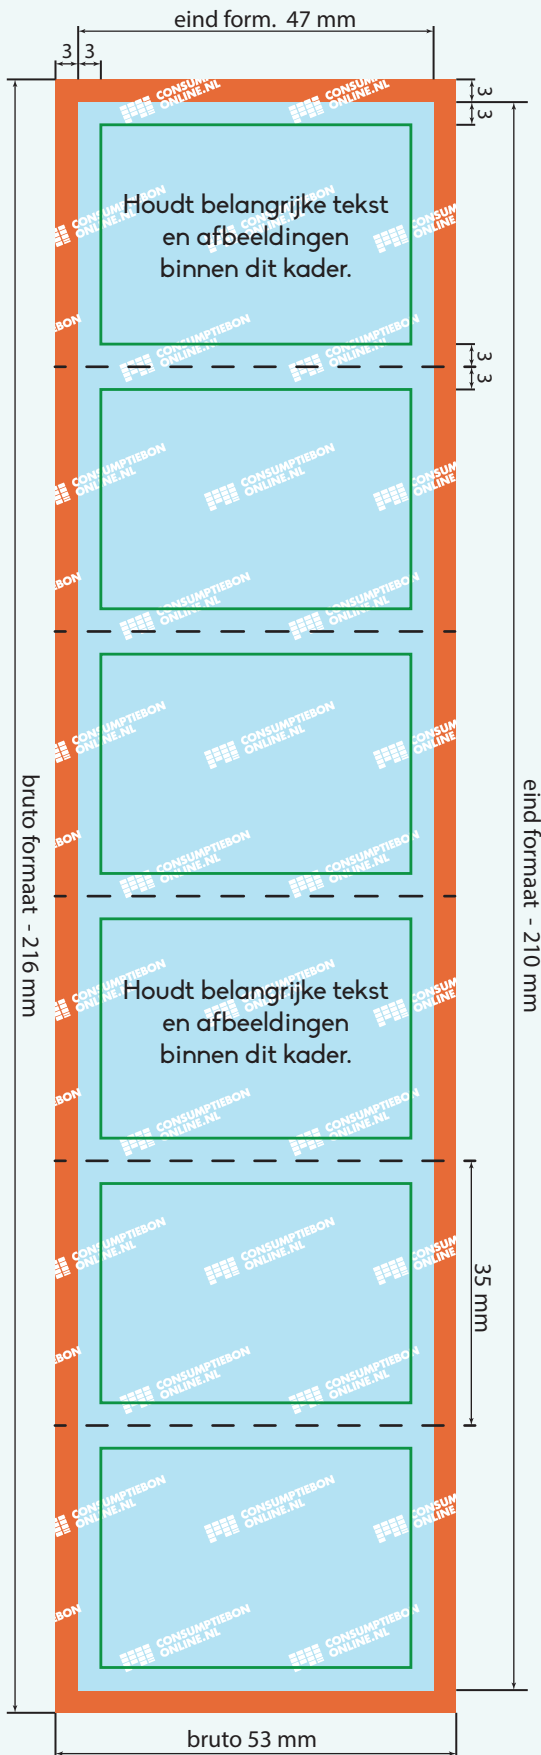 eind form. 47 mm
3 3
3
3
Houdt belangrijke tekst
en afbeeldingen
binnen dit kader.
3
3
bruto formaat - 216 mm
eind formaat - 210 mm
Houdt belangrijke tekst
en afbeeldingen
binnen dit kader.
35 mm
bruto 53 mm
CONSUMPTIEBON
ONLINE.NL